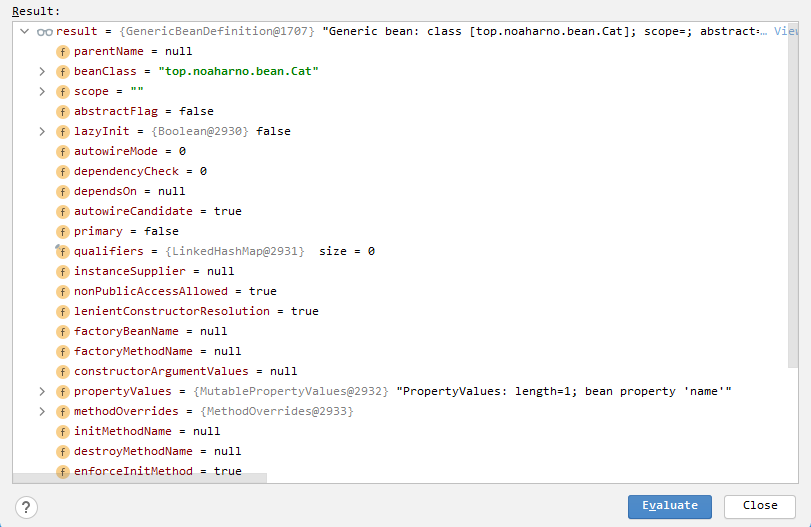 Result:
result = {GenericBeanDefinition@1707} "Generic bean: class [top.noaharno.bean.Cat]; scope=; abstract=… View
f parentName = null
f beanClass = "top.noaharno.bean.Cat"
f scope = ""
f abstractFlag = false
f lazyInit = {Boolean@2930} false
f autowireMode = 0
f dependencyCheck = 0
f dependsOn = null
f autowireCandidate = true
f primary = false
f qualifiers = {LinkedHashMap@2931} size = 0
f instanceSupplier = null
f nonPublicAccessAllowed = true
f lenientConstructorResolution = true
f factoryBeanName = null
f factoryMethodName = null
f constructorArgumentValues = null
f propertyValues = {MutablePropertyValues@2932} "PropertyValues: length=1; bean property 'name'"
f methodOverrides = {MethodOverrides@2933}
f initMethodName = null
f destroyMethodName = null
f enforceInitMethod = true
? Evaluate Close